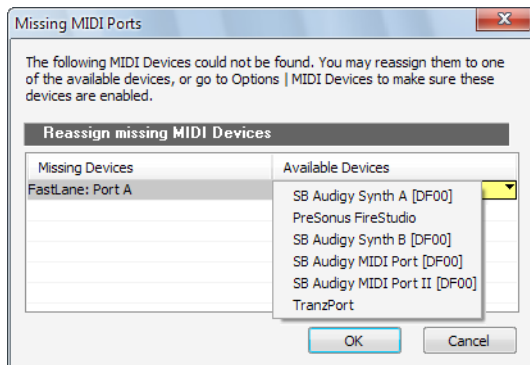 Missing MIDI Ports
The following MIDI Devices could not be found. You may reassign them to one
of the available devices, or go to Options | MIDI Devices to make sure these
devices are enabled.
Reassign missing MIDI Devices
Missing Devices Available Devices
FastLane: Port A
SB Audigy Synth A [DF00]
PreSonus FireStudio
SB Audigy Synth B [DF00]
SB Audigy MIDI Port [DF00]
SB Audigy MIDI Port II [DF00]
TranzPort
OK Cancel